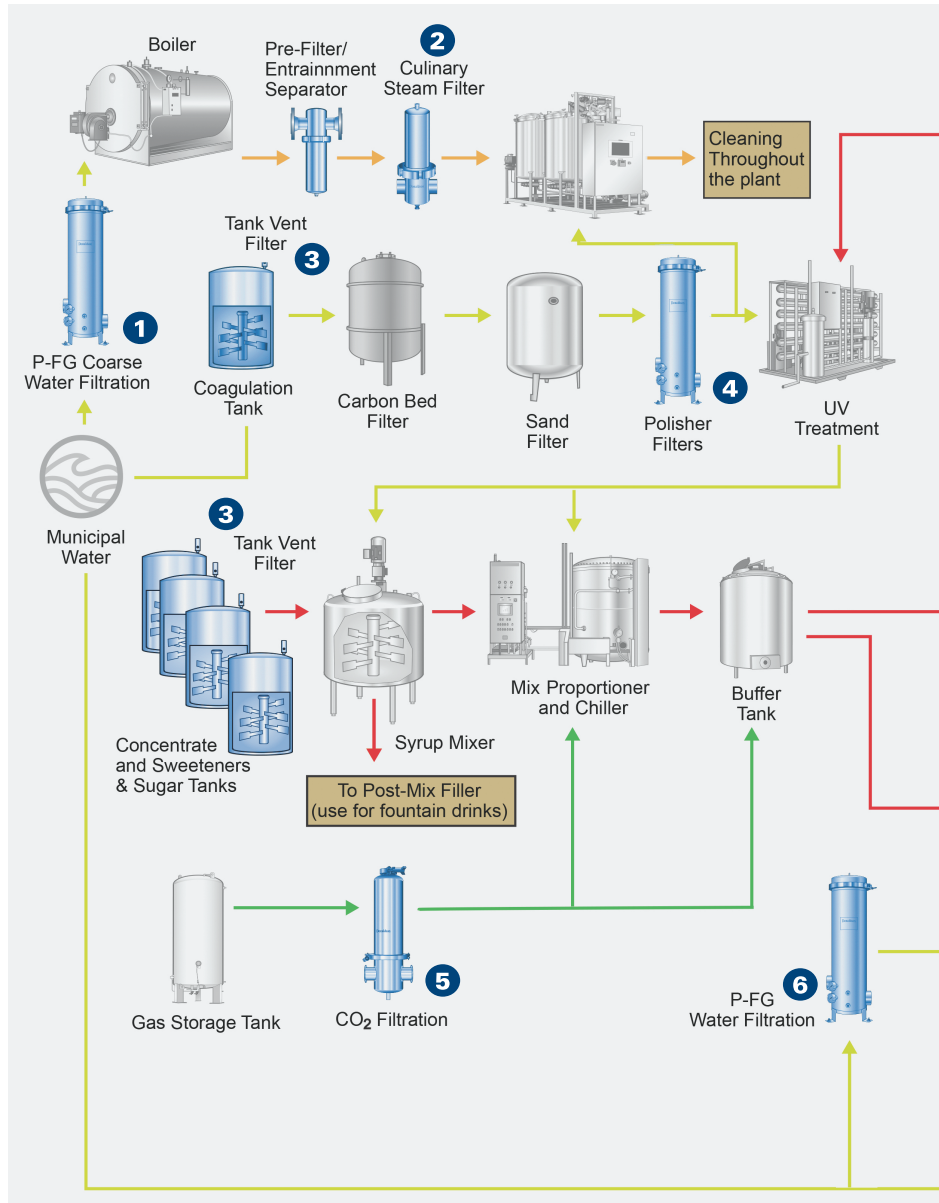 Boiler
Pre-Filter/
Entrainnment
Separator
2
Culinary
Steam Filter
Cleaning
Throughout
the plant
Tank Vent
Filter
3
1
P-FG Coarse
Water Filtration
Coagulation
Tank
Carbon Bed
Filter
Sand
Filter
4
Polisher
Filters
UV
Treatment
Municipal
Water
3
Tank Vent
Filter
Concentrate
and Sweeteners
& Sugar Tanks
Syrup Mixer
Mix Proportioner
and Chiller
Buffer
Tank
To Post-Mix Filler
(use for fountain drinks)
Gas Storage Tank
5
CO2 Filtration
6
P-FG
Water Filtration